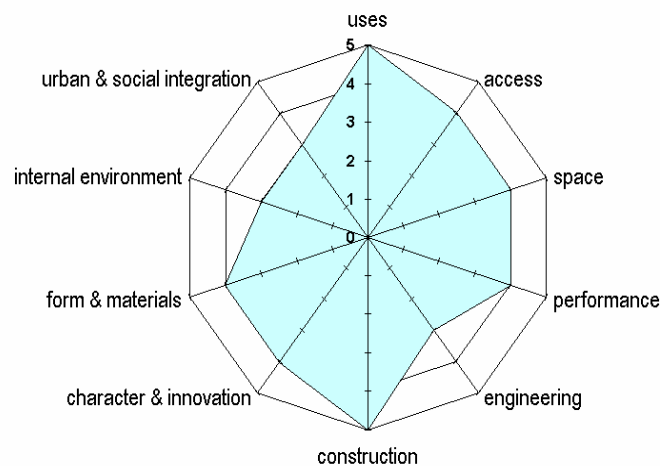 uses
5
urban & social integration
4
access
3
internal environment
2
space
1
0
form & materials
performance
character & innovation
engineering
construction